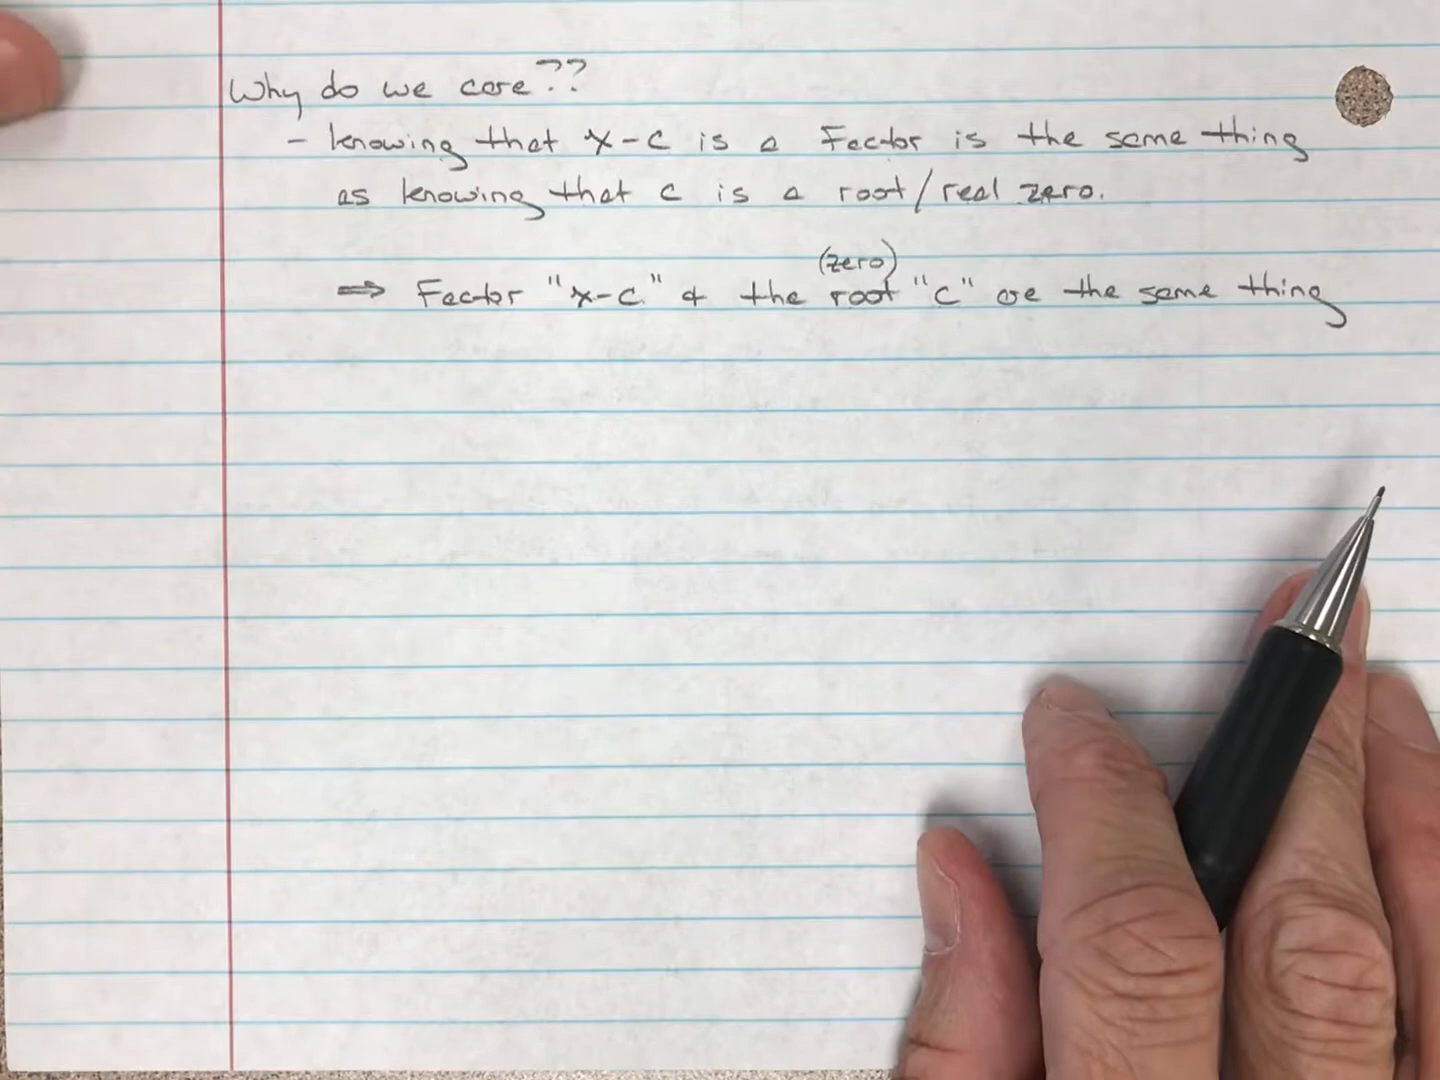 Why do we care??
- knowing that x-c is a Factor is the same thing
as knowing that c is a root/real zero.
(zero)
⇒ Factor "x-c" & the root "c" are the same thing